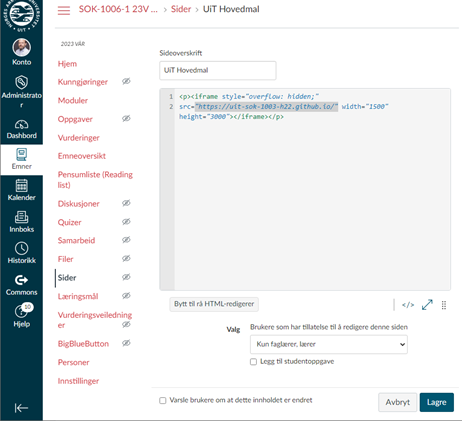 SOK-1006-1 23V ... > Sider > UiT Hovedmal
2023 VÅR
Konto
Administrato
r
Dashbord
Emner
Kalender
Innboks
Historikk
Commons
10
Hjelp
Hjem
Kunngjøringer
Moduler
Oppgaver
Vurderinger
Emneoversikt
Pensumliste (Reading
list)
Diskusjoner
Quizer
Samarbeid
Filer
Sider
Læringsmål
Vurderingsveiledning
er
BigBlueButton
Personer
Innstillinger
Sideoverskrift
UiT Hovedmal
1 <p><iframe style="overflow: hidden;"
2 src="https://uit-sok-1003-h22.github.io/" width="1500"
height="3000"></iframe></p>
Bytt til rå HTML-redigerer
</>
Valg
Brukere som har tillatelse til å redigere denne siden
Kun faglærer, lærer
Legg til studentoppgave
Varsle brukere om at dette innholdet er endret
Avbryt
Lagre